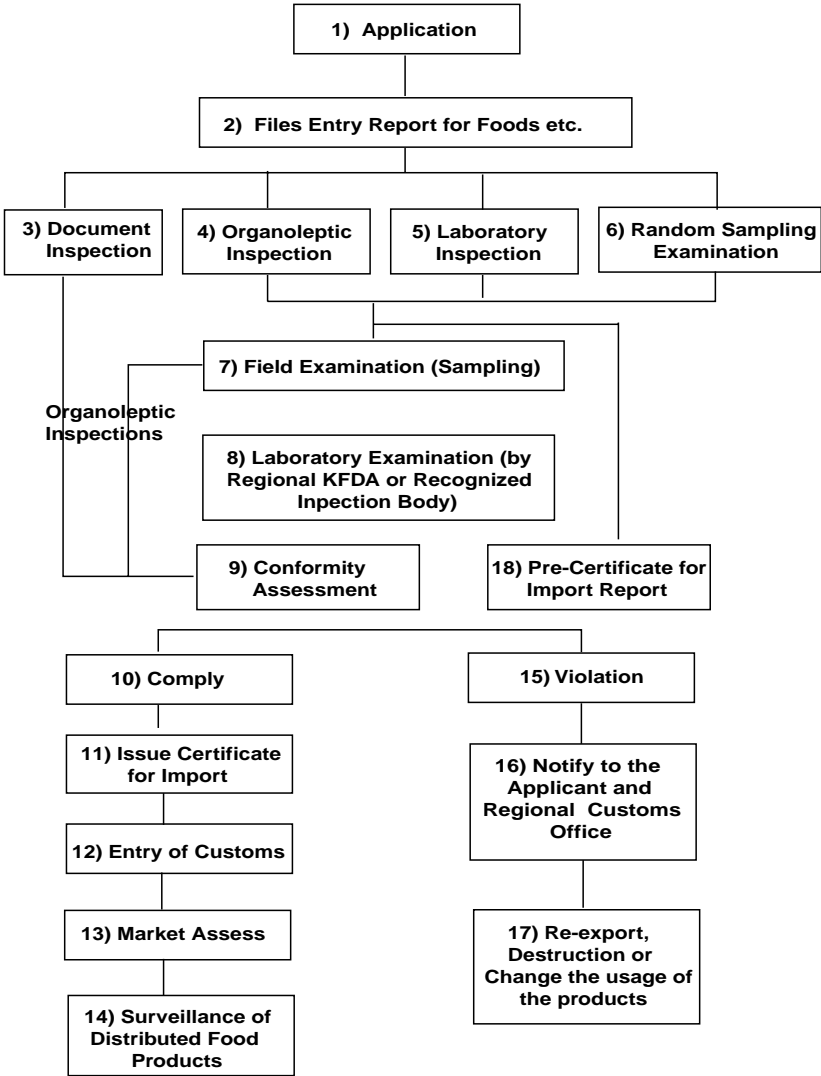 1) Application
2) Files Entry Report for Foods etc.
3) Document
Inspection
4) Organoleptic
Inspection
5) Laboratory
Inspection
6) Random Sampling
Examination
7) Field Examination (Sampling)
Organoleptic
Inspections
8) Laboratory Examination (by
Regional KFDA or Recognized
Inpection Body)
9) Conformity
Assessment
18) Pre-Certificate for
Import Report
10) Comply
15) Violation
11) Issue Certificate
for Import
16) Notify to the
Applicant and
Regional Customs
Office
12) Entry of Customs
13) Market Assess
17) Re-export,
Destruction or
Change the usage of
the products
14) Surveillance of
Distributed Food
Products